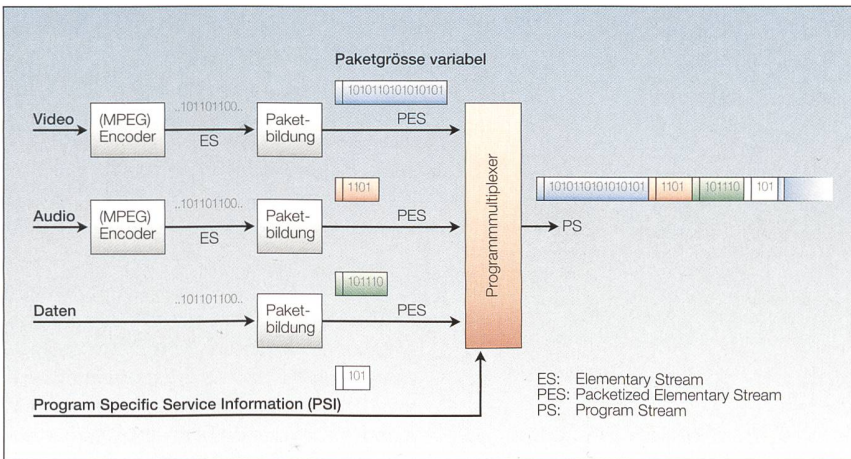 Paketgrösse variabel
1010110101010101
Video
(MPEG)
Encoder
..101101100..
ES
Paket-
bildung
PES
1101
Audio
(MPEG)
Encoder
..101101100..
ES
Paket-
bildung
PES
101110
Daten
..101101100..
Paket-
bildung
PES
101
Program Specific Service Information (PSI)
Programmmultiplexer
1010110101010101 1101 101110 101
PS
ES: Elementary Stream
PES: Packetized Elementary Stream
PS: Program Stream